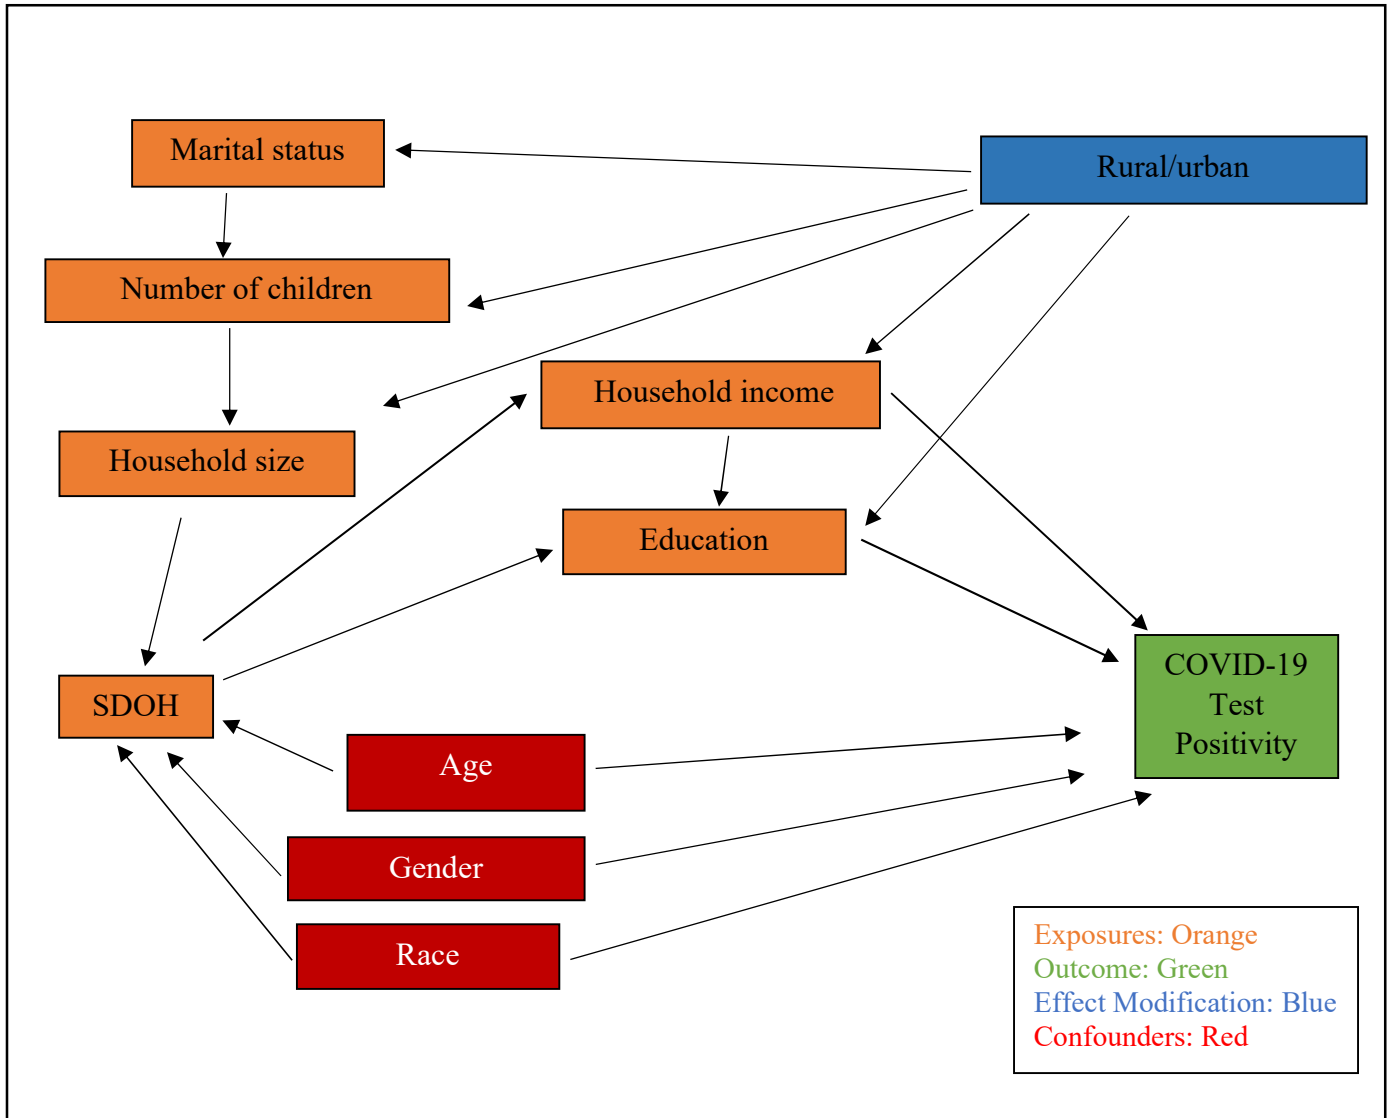 Marital status
Rural/urban
Number of children
Household income
Household size
Education
COVID-19
Test
Positivity
SDOH
Age
Gender
Race
Exposures: Orange
Outcome: Green
Effect Modification: Blue
Confounders: Red